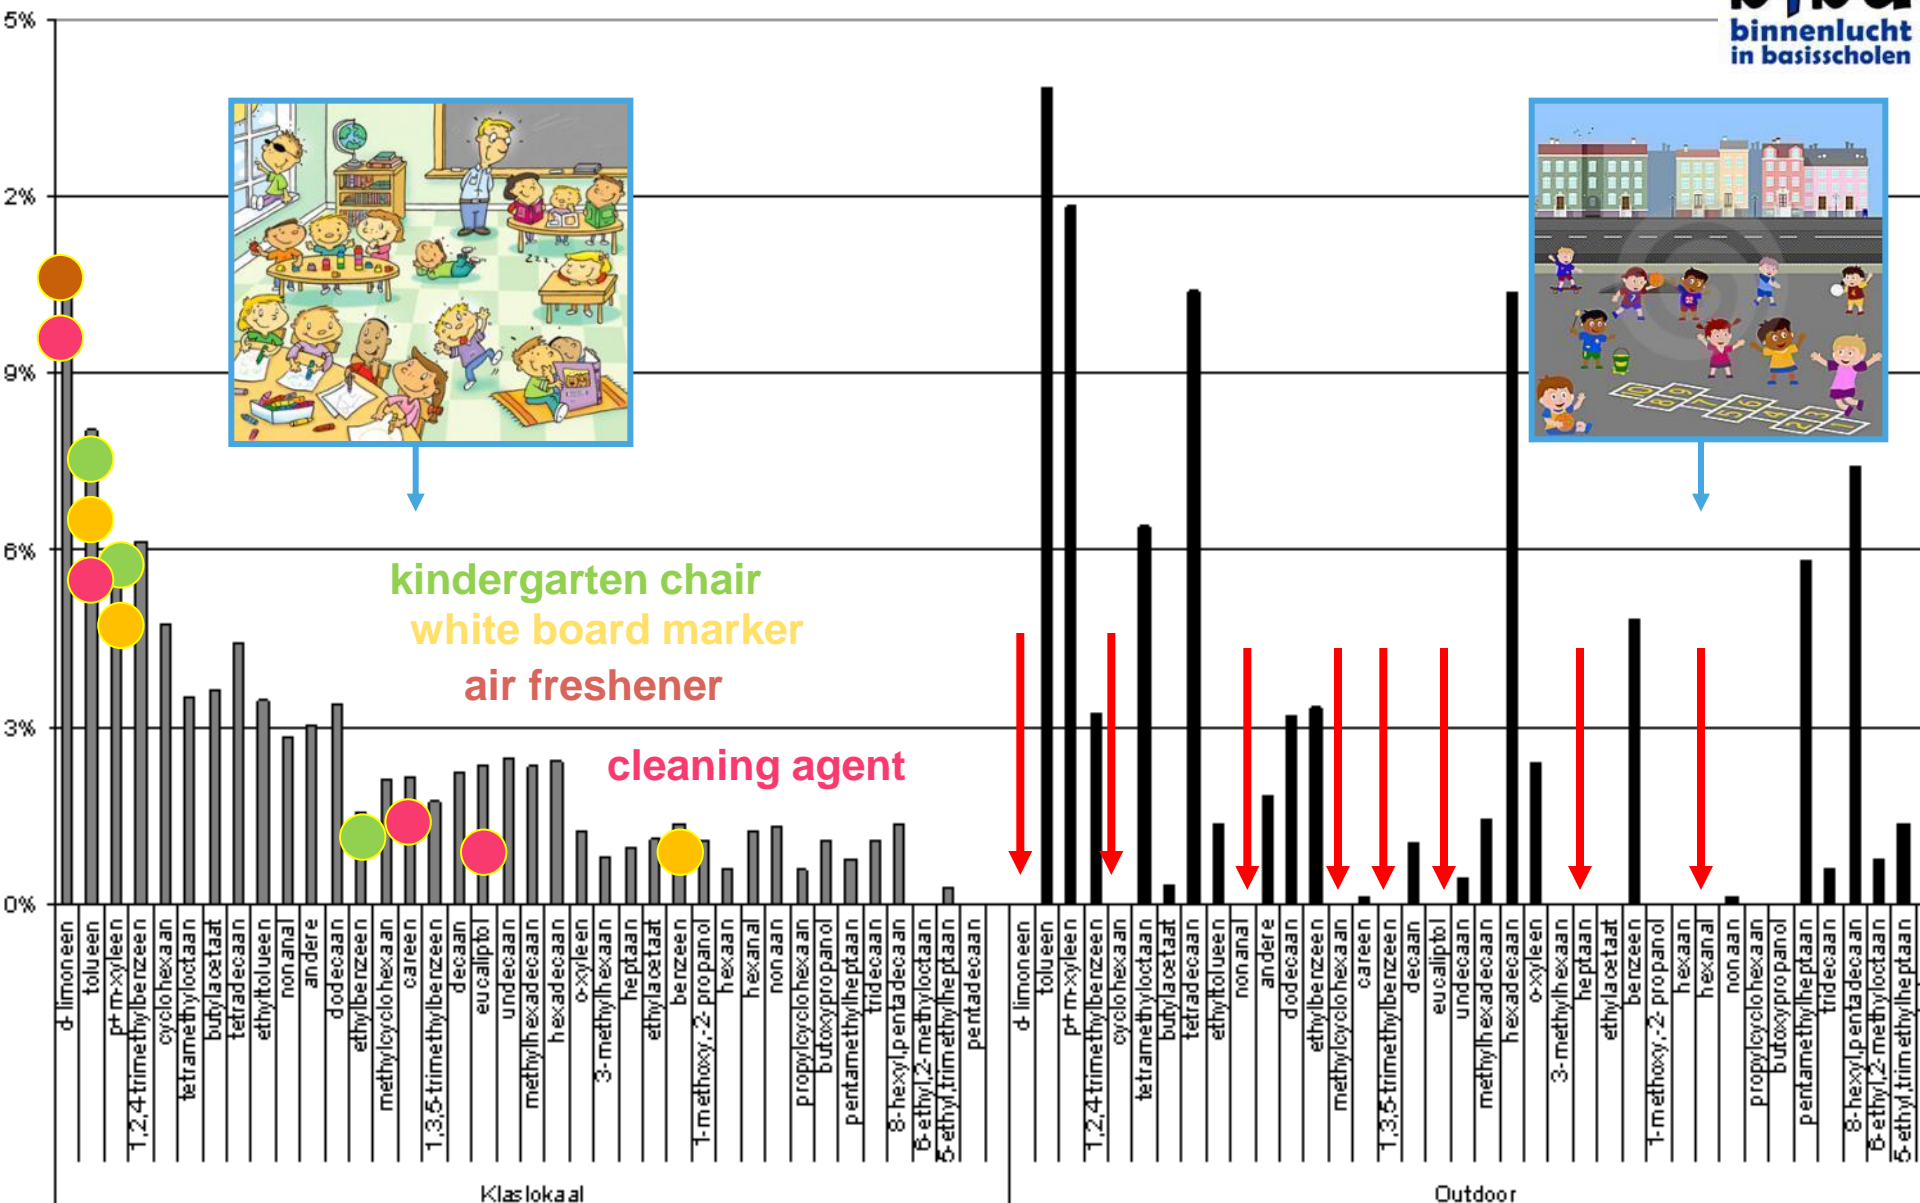 binnenlucht
in basisscholen
5%
2%
9%
6%
3%
0%
kindergarten chair
white board marker
air freshener
cleaning agent
zzz
d-limoneen
tolueen
p+m-xyleen
1,2,4-trimethylbenzeen
cyclohexaan
tetramethyloctaan
butylacetaat
tetradecaan
ethyltolueen
nonanal
andere
dodecaan
ethylbenzeen
methylcyclohexaan
careen
1,3,5-trimethylbenzeen
decaan
eucaliptol
undecaan
methylhexadecaan
hexadecaan
o-xyleen
3-methylhexaan
heptaan
ethylacetaat
benzeen
1-methoxy,-2-propanol
hexaan
hexanal
nonaan
propylcyclohexaan
butoxypropanol
pentamethylheptaan
tridecaan
8-hexyl,pentadecaan
6-ethyl,2-methyloctaan
5-ethyl,trimethylheptaan
pentadecaan
d-limoneen
tolueen
p+m-xyleen
1,2,4-trimethylbenzeen
cyclohexaan
tetramethyloctaan
butylacetaat
tetradecaan
ethyltolueen
nonanal
andere
dodecaan
ethylbenzeen
methylcyclohexaan
careen
1,3,5-trimethylbenzeen
decaan
eucaliptol
undecaan
methylhexadecaan
hexadecaan
o-xyleen
3-methylhexaan
heptaan
ethylacetaat
benzeen
1-methoxy,-2-propanol
hexaan
hexanal
nonaan
propylcyclohexaan
butoxypropanol
pentamethylheptaan
tridecaan
8-hexyl,pentadecaan
6-ethyl,2-methyloctaan
5-ethyl,trimethylheptaan
Klaslokaal
Outdoor